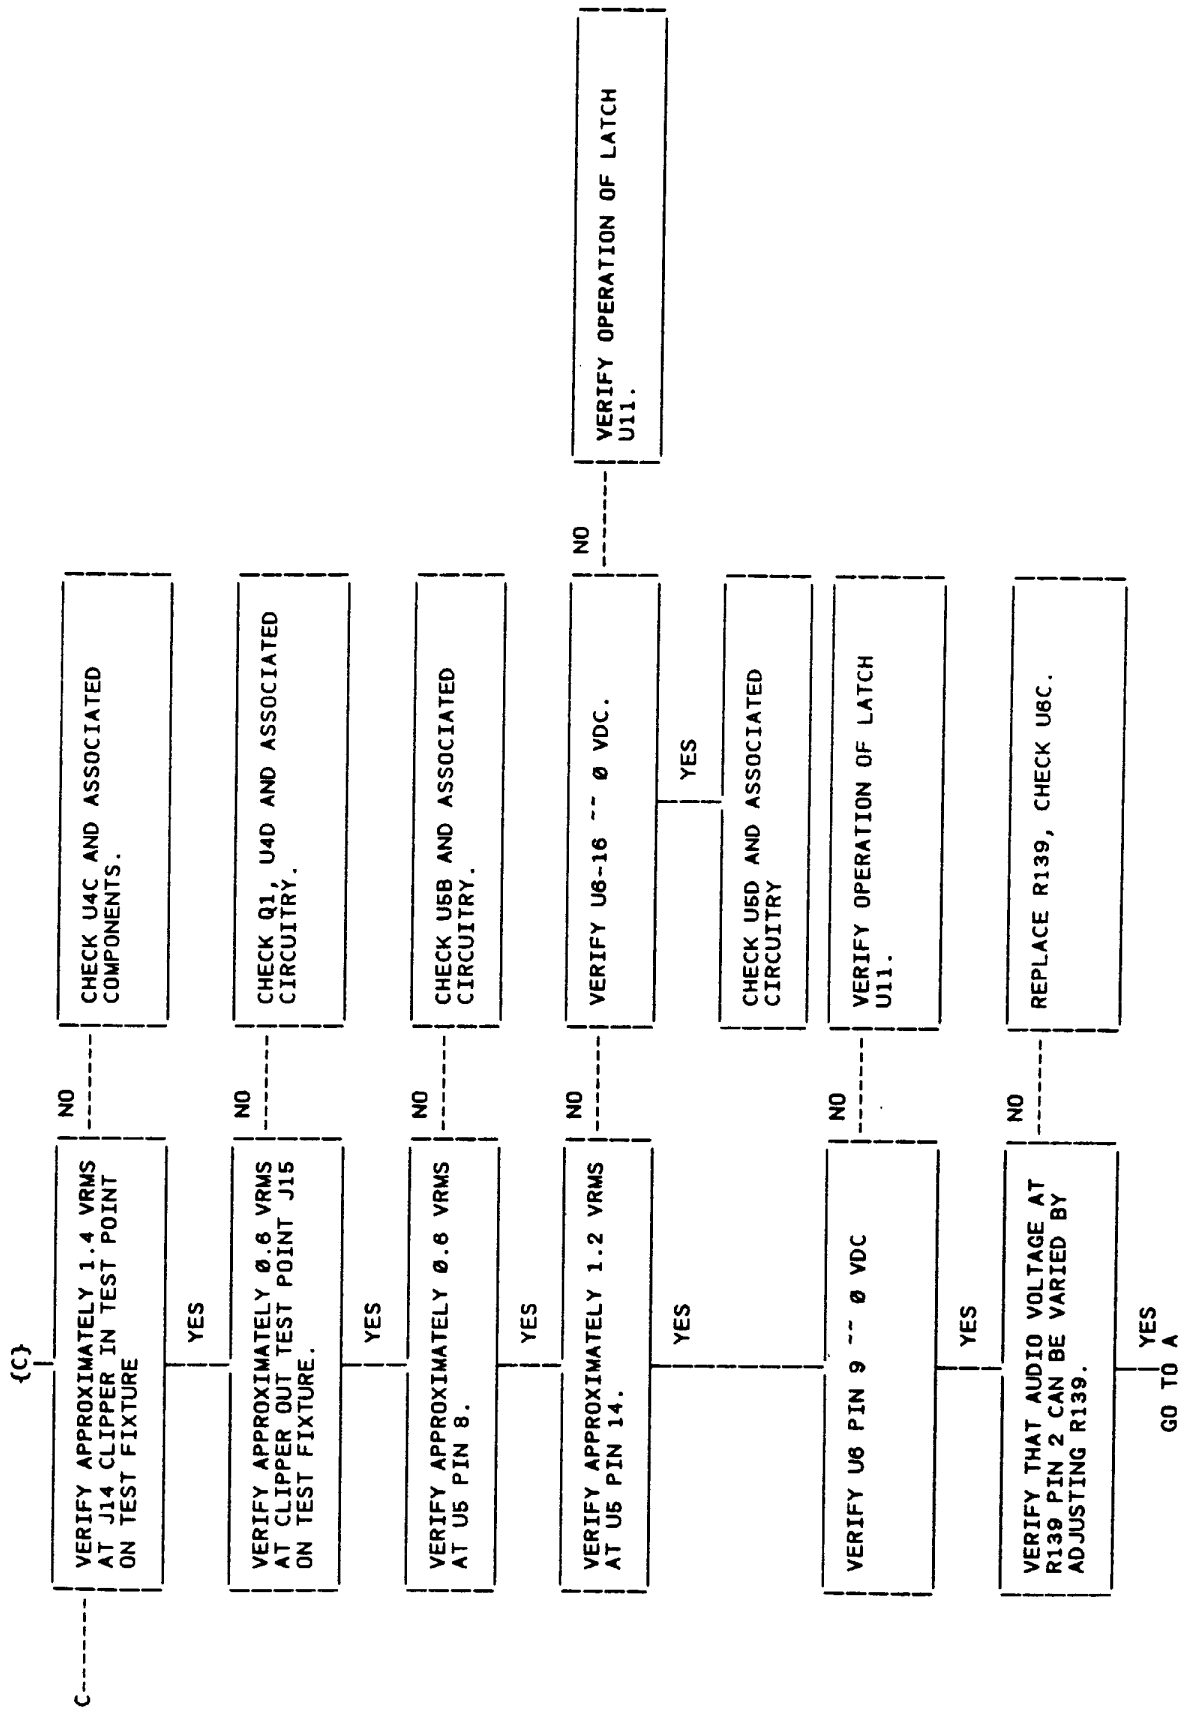 {C}
C-------
VERIFY APPROXIMATELY 1.4 VRMS
AT J14 CLIPPER IN TEST POINT
ON TEST FIXTURE
NO
CHECK U4C AND ASSOCIATED
COMPONENTS.
YES
VERIFY APPROXIMATELY Ø.6 VRMS
AT CLIPPER OUT TEST POINT J15
ON TEST FIXTURE.
NO
CHECK Q1, U4D AND ASSOCIATED
CIRCUITRY.
YES
VERIFY APPROXIMATELY Ø.6 VRMS
AT U5 PIN 8.
NO
CHECK U5B AND ASSOCIATED
CIRCUITRY.
YES
VERIFY APPROXIMATELY 1.2 VRMS
AT U5 PIN 14.
NO
VERIFY U6-16 ~~ Ø VDC.
NO
VERIFY OPERATION OF LATCH
U11.
YES
CHECK U5D AND ASSOCIATED
CIRCUITRY
YES
VERIFY U6 PIN 9 ~~ Ø VDC
NO
VERIFY OPERATION OF LATCH
U11.
YES
VERIFY THAT AUDIO VOLTAGE AT
R139 PIN 2 CAN BE VARIED BY
ADJUSTING R139.
NO
REPLACE R139, CHECK U6C.
YES
GO TO A